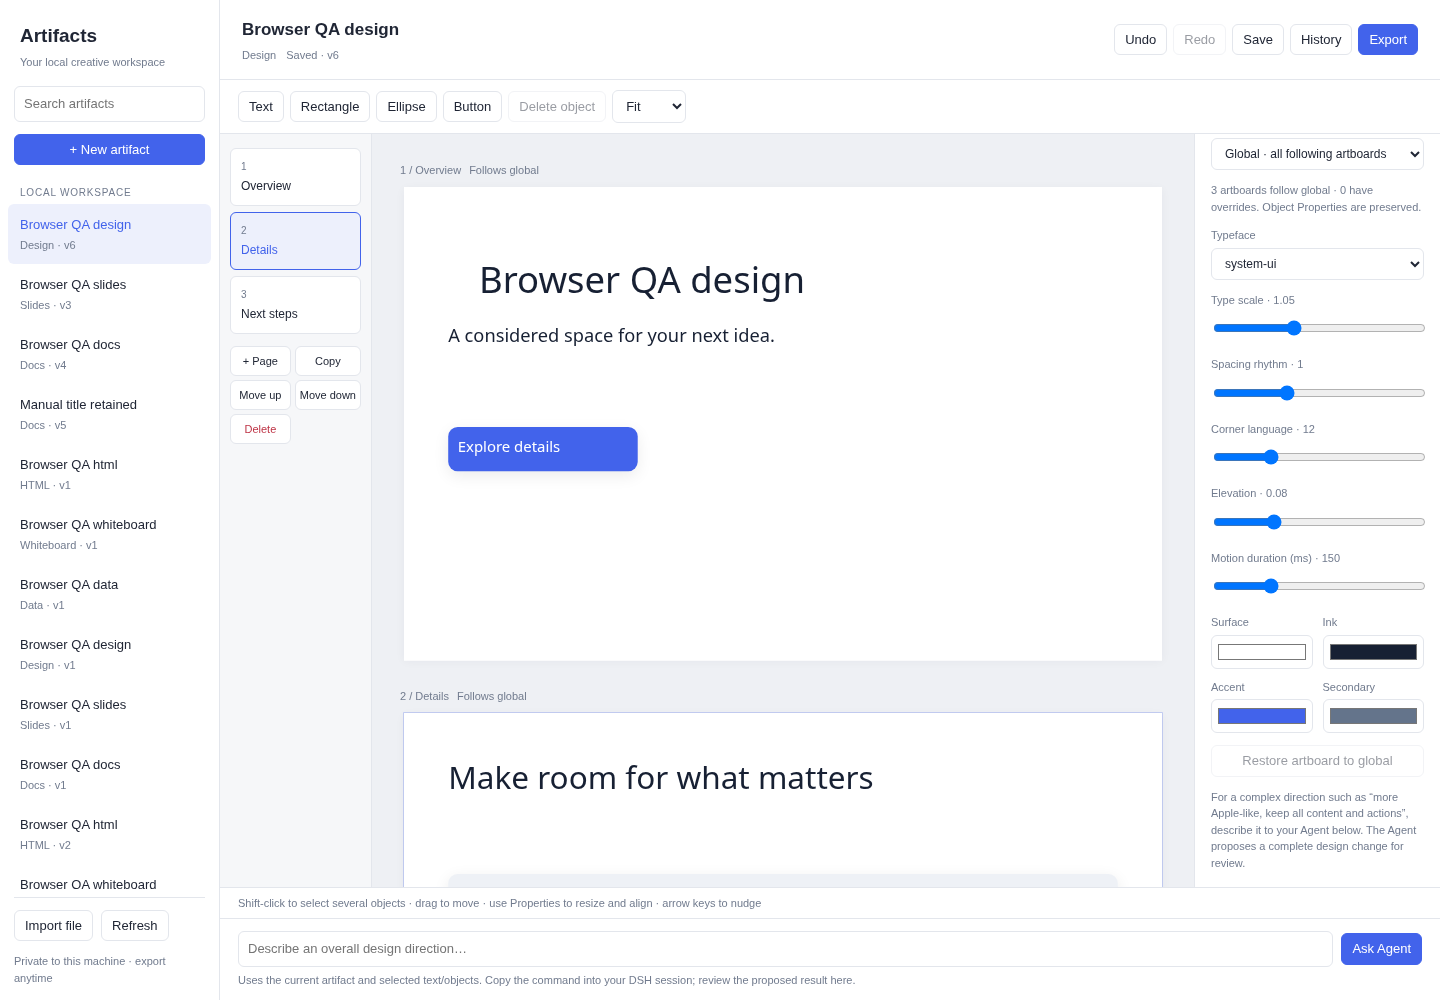 Artifacts
Your local creative workspace
Search artifacts
+ New artifact
LOCAL WORKSPACE
Browser QA design
Design · v6
Browser QA slides
Slides · v3
Browser QA docs
Docs · v4
Manual title retained
Docs · v5
Browser QA html
HTML · v1
Browser QA whiteboard
Whiteboard · v1
Browser QA data
Data · v1
Browser QA design
Design · v1
Browser QA slides
Slides · v1
Browser QA docs
Docs · v1
Browser QA html
HTML · v2
Browser QA whiteboard
Import file
Refresh
Private to this machine · export
anytime
Browser QA design
Design Saved · v6
Undo
Redo
Save
History
Export
Text
Rectangle
Ellipse
Button
Delete object
Fit
1
Overview
2
Details
3
Next steps
+ Page
Copy
Move up
Move down
Delete
1 / Overview Follows global
Browser QA design
A considered space for your next idea.
Explore details
2 / Details Follows global
Make room for what matters
Global · all following artboards
3 artboards follow global · 0 have
overrides. Object Properties are preserved.
Typeface
system-ui
Type scale · 1.05
Spacing rhythm · 1
Corner language · 12
Elevation · 0.08
Motion duration (ms) · 150
Surface
Ink
Accent
Secondary
Restore artboard to global
For a complex direction such as “more
Apple-like, keep all content and actions”,
describe it to your Agent below. The Agent
proposes a complete design change for
review.
Shift-click to select several objects · drag to move · use Properties to resize and align · arrow keys to nudge
Describe an overall design direction…
Ask Agent
Uses the current artifact and selected text/objects. Copy the command into your DSH session; review the proposed result here.